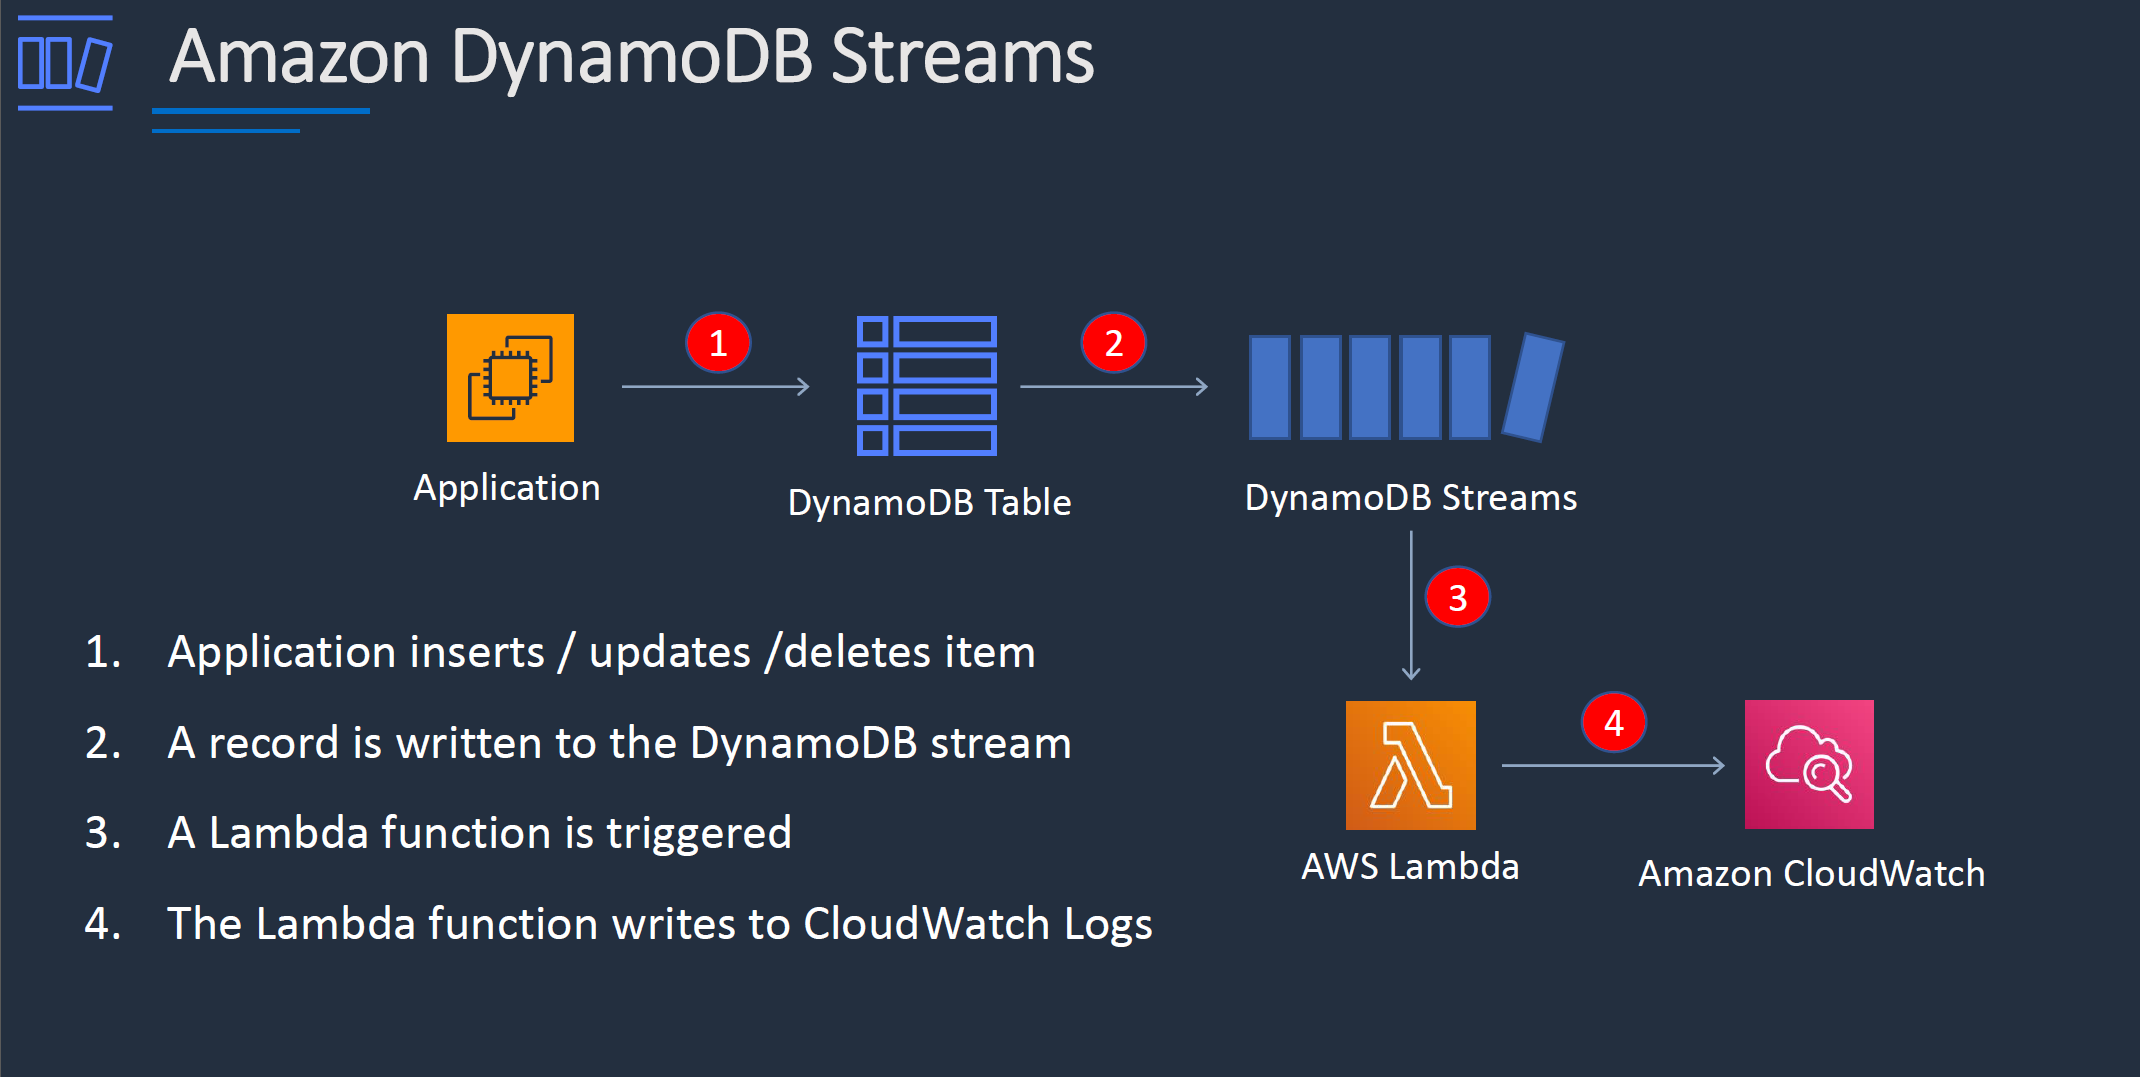 Amazon DynamoDB Streams
1
2
Application
DynamoDB Table
DynamoDB Streams
3
1. Application inserts / updates /deletes item
2. A record is written to the DynamoDB stream
3. A Lambda function is triggered
4. The Lambda function writes to CloudWatch Logs
4
AWS Lambda
Amazon CloudWatch